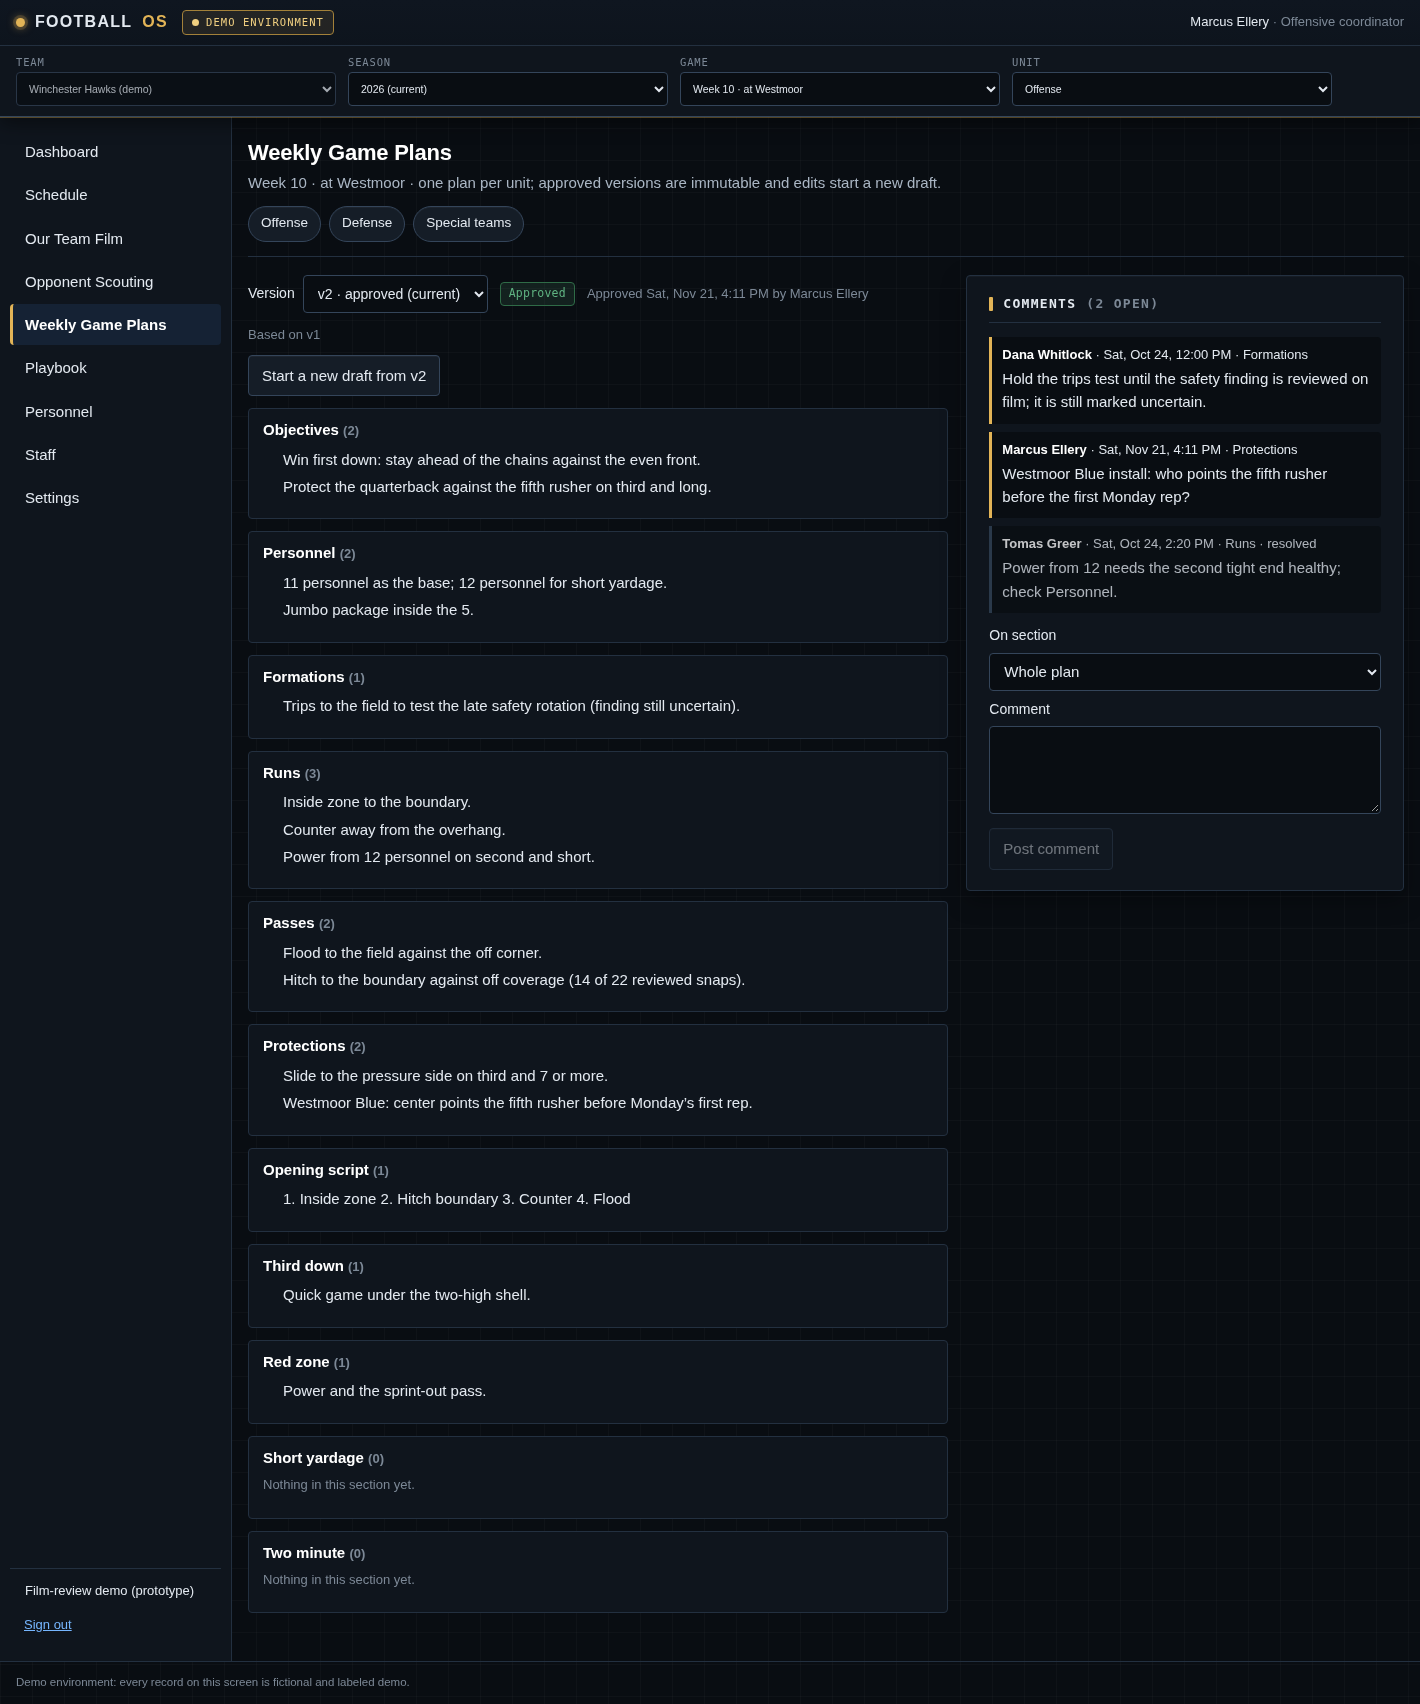 FOOTBALL OS
DEMO ENVIRONMENT
Marcus Ellery · Offensive coordinator
TEAM
Winchester Hawks (demo)
SEASON
2026 (current)
GAME
Week 10 · at Westmoor
UNIT
Offense
Dashboard
Schedule
Our Team Film
Opponent Scouting
Weekly Game Plans
Playbook
Personnel
Staff
Settings
Film-review demo (prototype)
Sign out
Weekly Game Plans
Week 10 · at Westmoor · one plan per unit; approved versions are immutable and edits start a new draft.
Offense
Defense
Special teams
Version
v2 · approved (current)
Approved
Approved Sat, Nov 21, 4:11 PM by Marcus Ellery
Based on v1
Start a new draft from v2
Objectives (2)
Win first down: stay ahead of the chains against the even front.
Protect the quarterback against the fifth rusher on third and long.
Personnel (2)
11 personnel as the base; 12 personnel for short yardage.
Jumbo package inside the 5.
Formations (1)
Trips to the field to test the late safety rotation (finding still uncertain).
Runs (3)
Inside zone to the boundary.
Counter away from the overhang.
Power from 12 personnel on second and short.
Passes (2)
Flood to the field against the off corner.
Hitch to the boundary against off coverage (14 of 22 reviewed snaps).
Protections (2)
Slide to the pressure side on third and 7 or more.
Westmoor Blue: center points the fifth rusher before Monday’s first rep.
Opening script (1)
1. Inside zone 2. Hitch boundary 3. Counter 4. Flood
Third down (1)
Quick game under the two-high shell.
Red zone (1)
Power and the sprint-out pass.
Short yardage (0)
Nothing in this section yet.
Two minute (0)
Nothing in this section yet.
COMMENTS (2 OPEN)
Dana Whitlock · Sat, Oct 24, 12:00 PM · Formations
Hold the trips test until the safety finding is reviewed on
film; it is still marked uncertain.
Marcus Ellery · Sat, Nov 21, 4:11 PM · Protections
Westmoor Blue install: who points the fifth rusher
before the first Monday rep?
Tomas Greer · Sat, Oct 24, 2:20 PM · Runs · resolved
Power from 12 needs the second tight end healthy;
check Personnel.
On section
Whole plan
Comment
Post comment
Demo environment: every record on this screen is fictional and labeled demo.